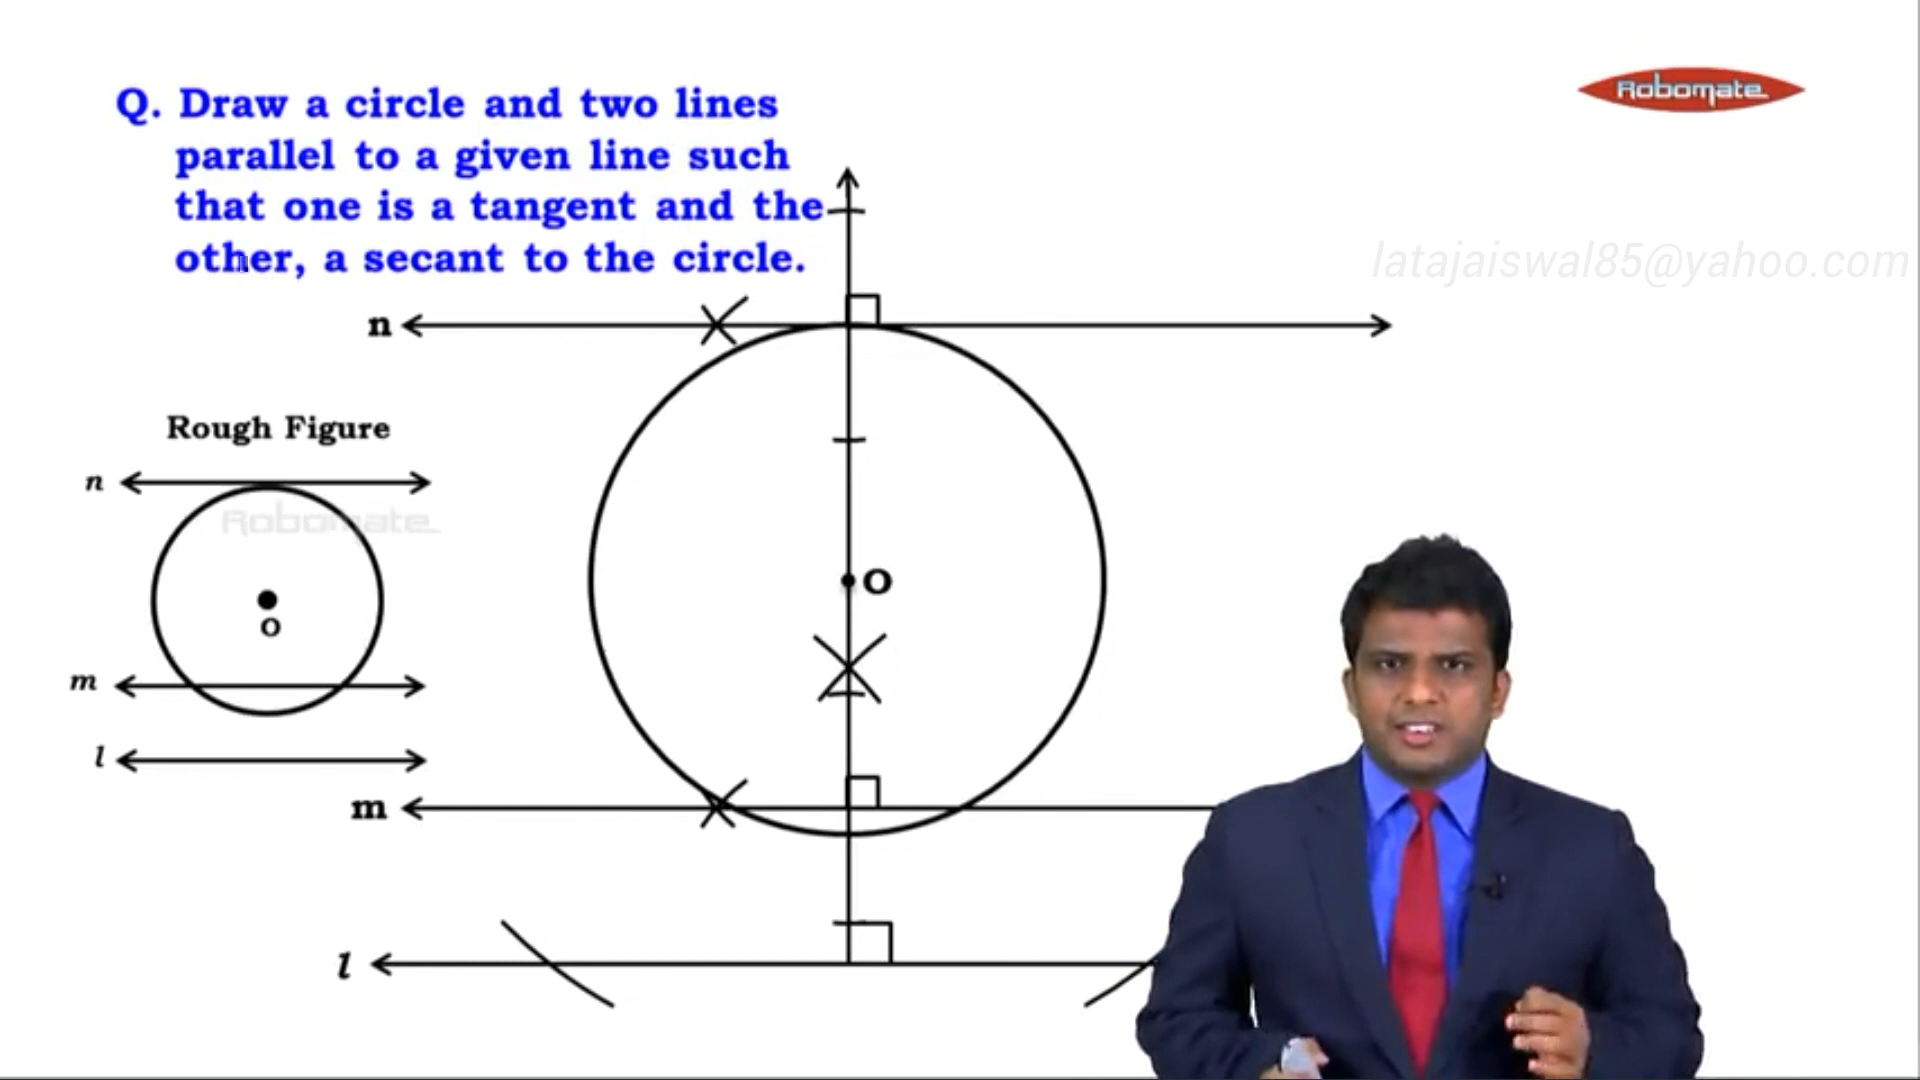 Q. Draw a circle and two lines
parallel to a given line such
that one is a tangent and the
other, a secant to the circle.
Robomate
latajaiswal85@yahoo.com
n
Rough Figure
n
Robomate
O
O
m
l
m
l